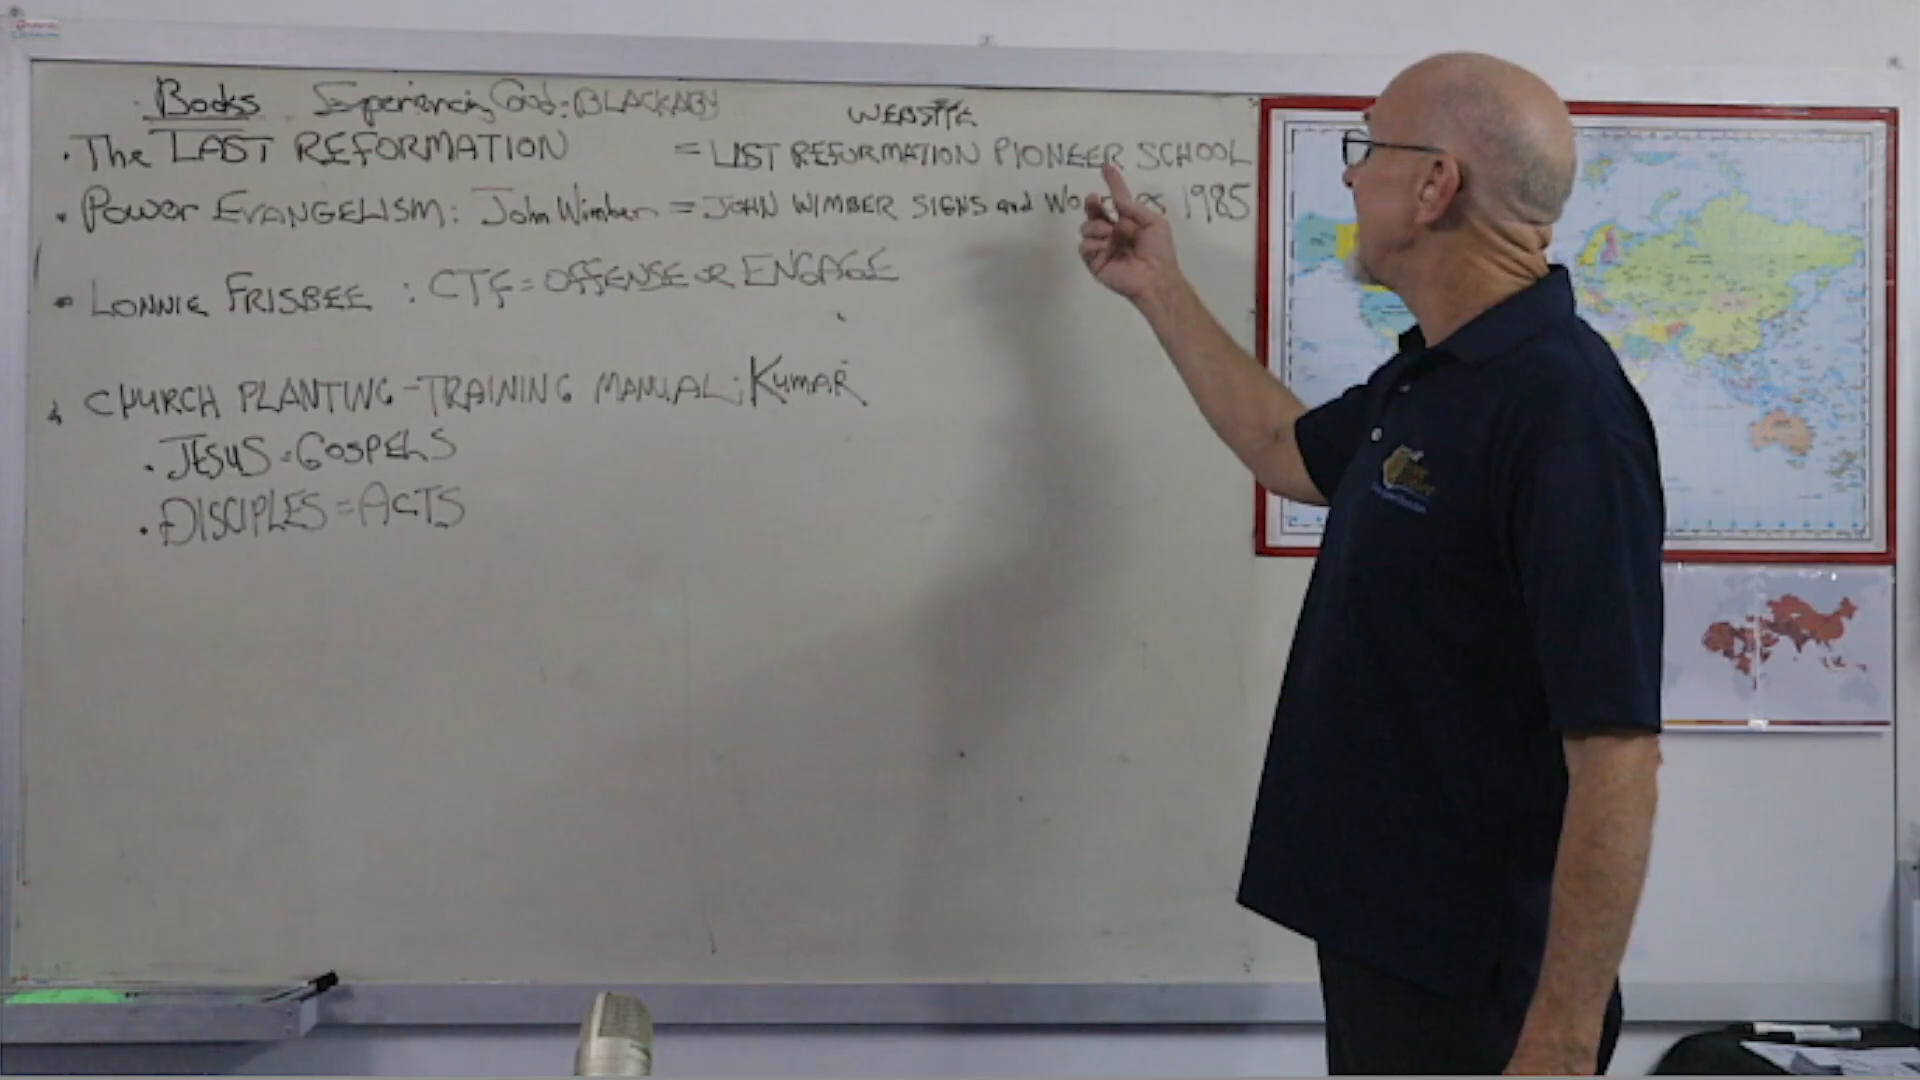 Books Experiencing God: BLACKABY
WEBSITE
• The LAST REFORMATION = LAST REFORMATION PIONEER SCHOOL
• Power EVANGELISM: John Wimber = JOHN WIMBER SIGNS and 1985
• LONNIE FRISBEE : CTF = OFFENSE OR ENGAGE
• CHURCH PLANTING - TRAINING MANUAL: KUMAR
• JESUS = GOSPELS
• DISCIPLES = ACTS